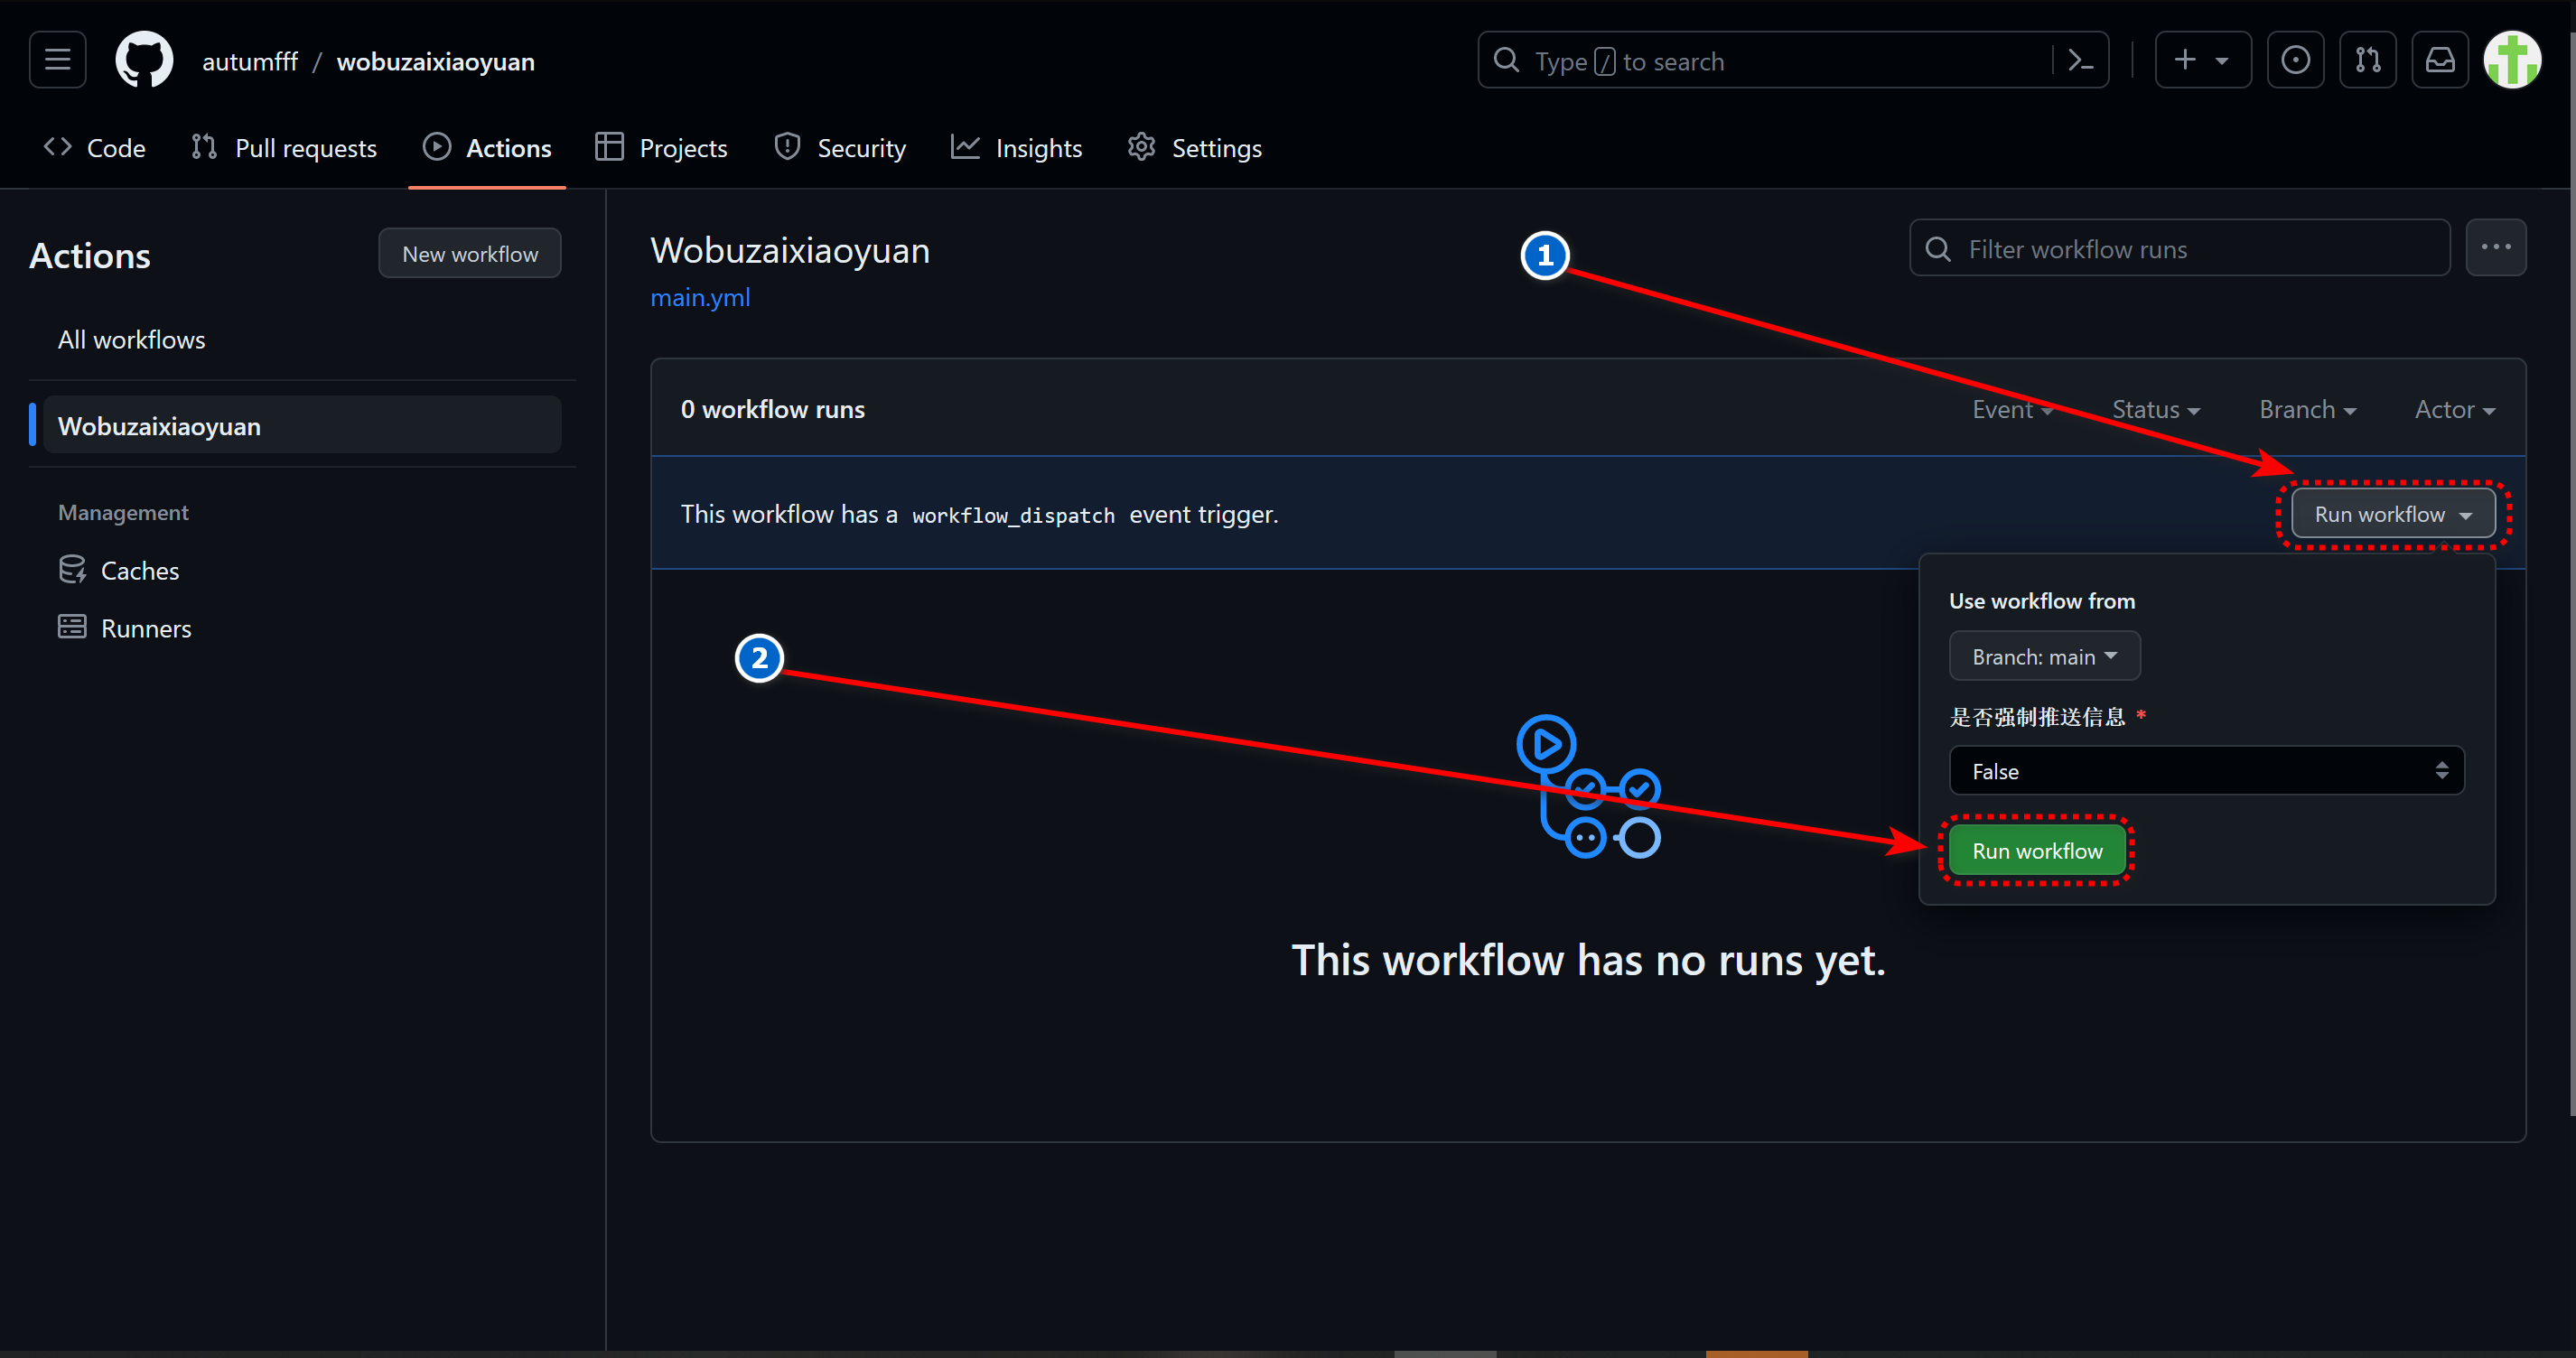 autumfff / wobuzaixiaoyuan
Type / to search
Code Pull requests Actions Projects Security Insights Settings
Actions
New workflow
All workflows
Wobuzaixiaoyuan
Management
Caches
Runners
Wobuzaixiaoyuan
main.yml
1
Filter workflow runs
0 workflow runs
Event Status Branch Actor
This workflow has a workflow_dispatch event trigger.
Run workflow
Use workflow from
Branch: main
是否强制推送信息 *
False
Run workflow
2
This workflow has no runs yet.